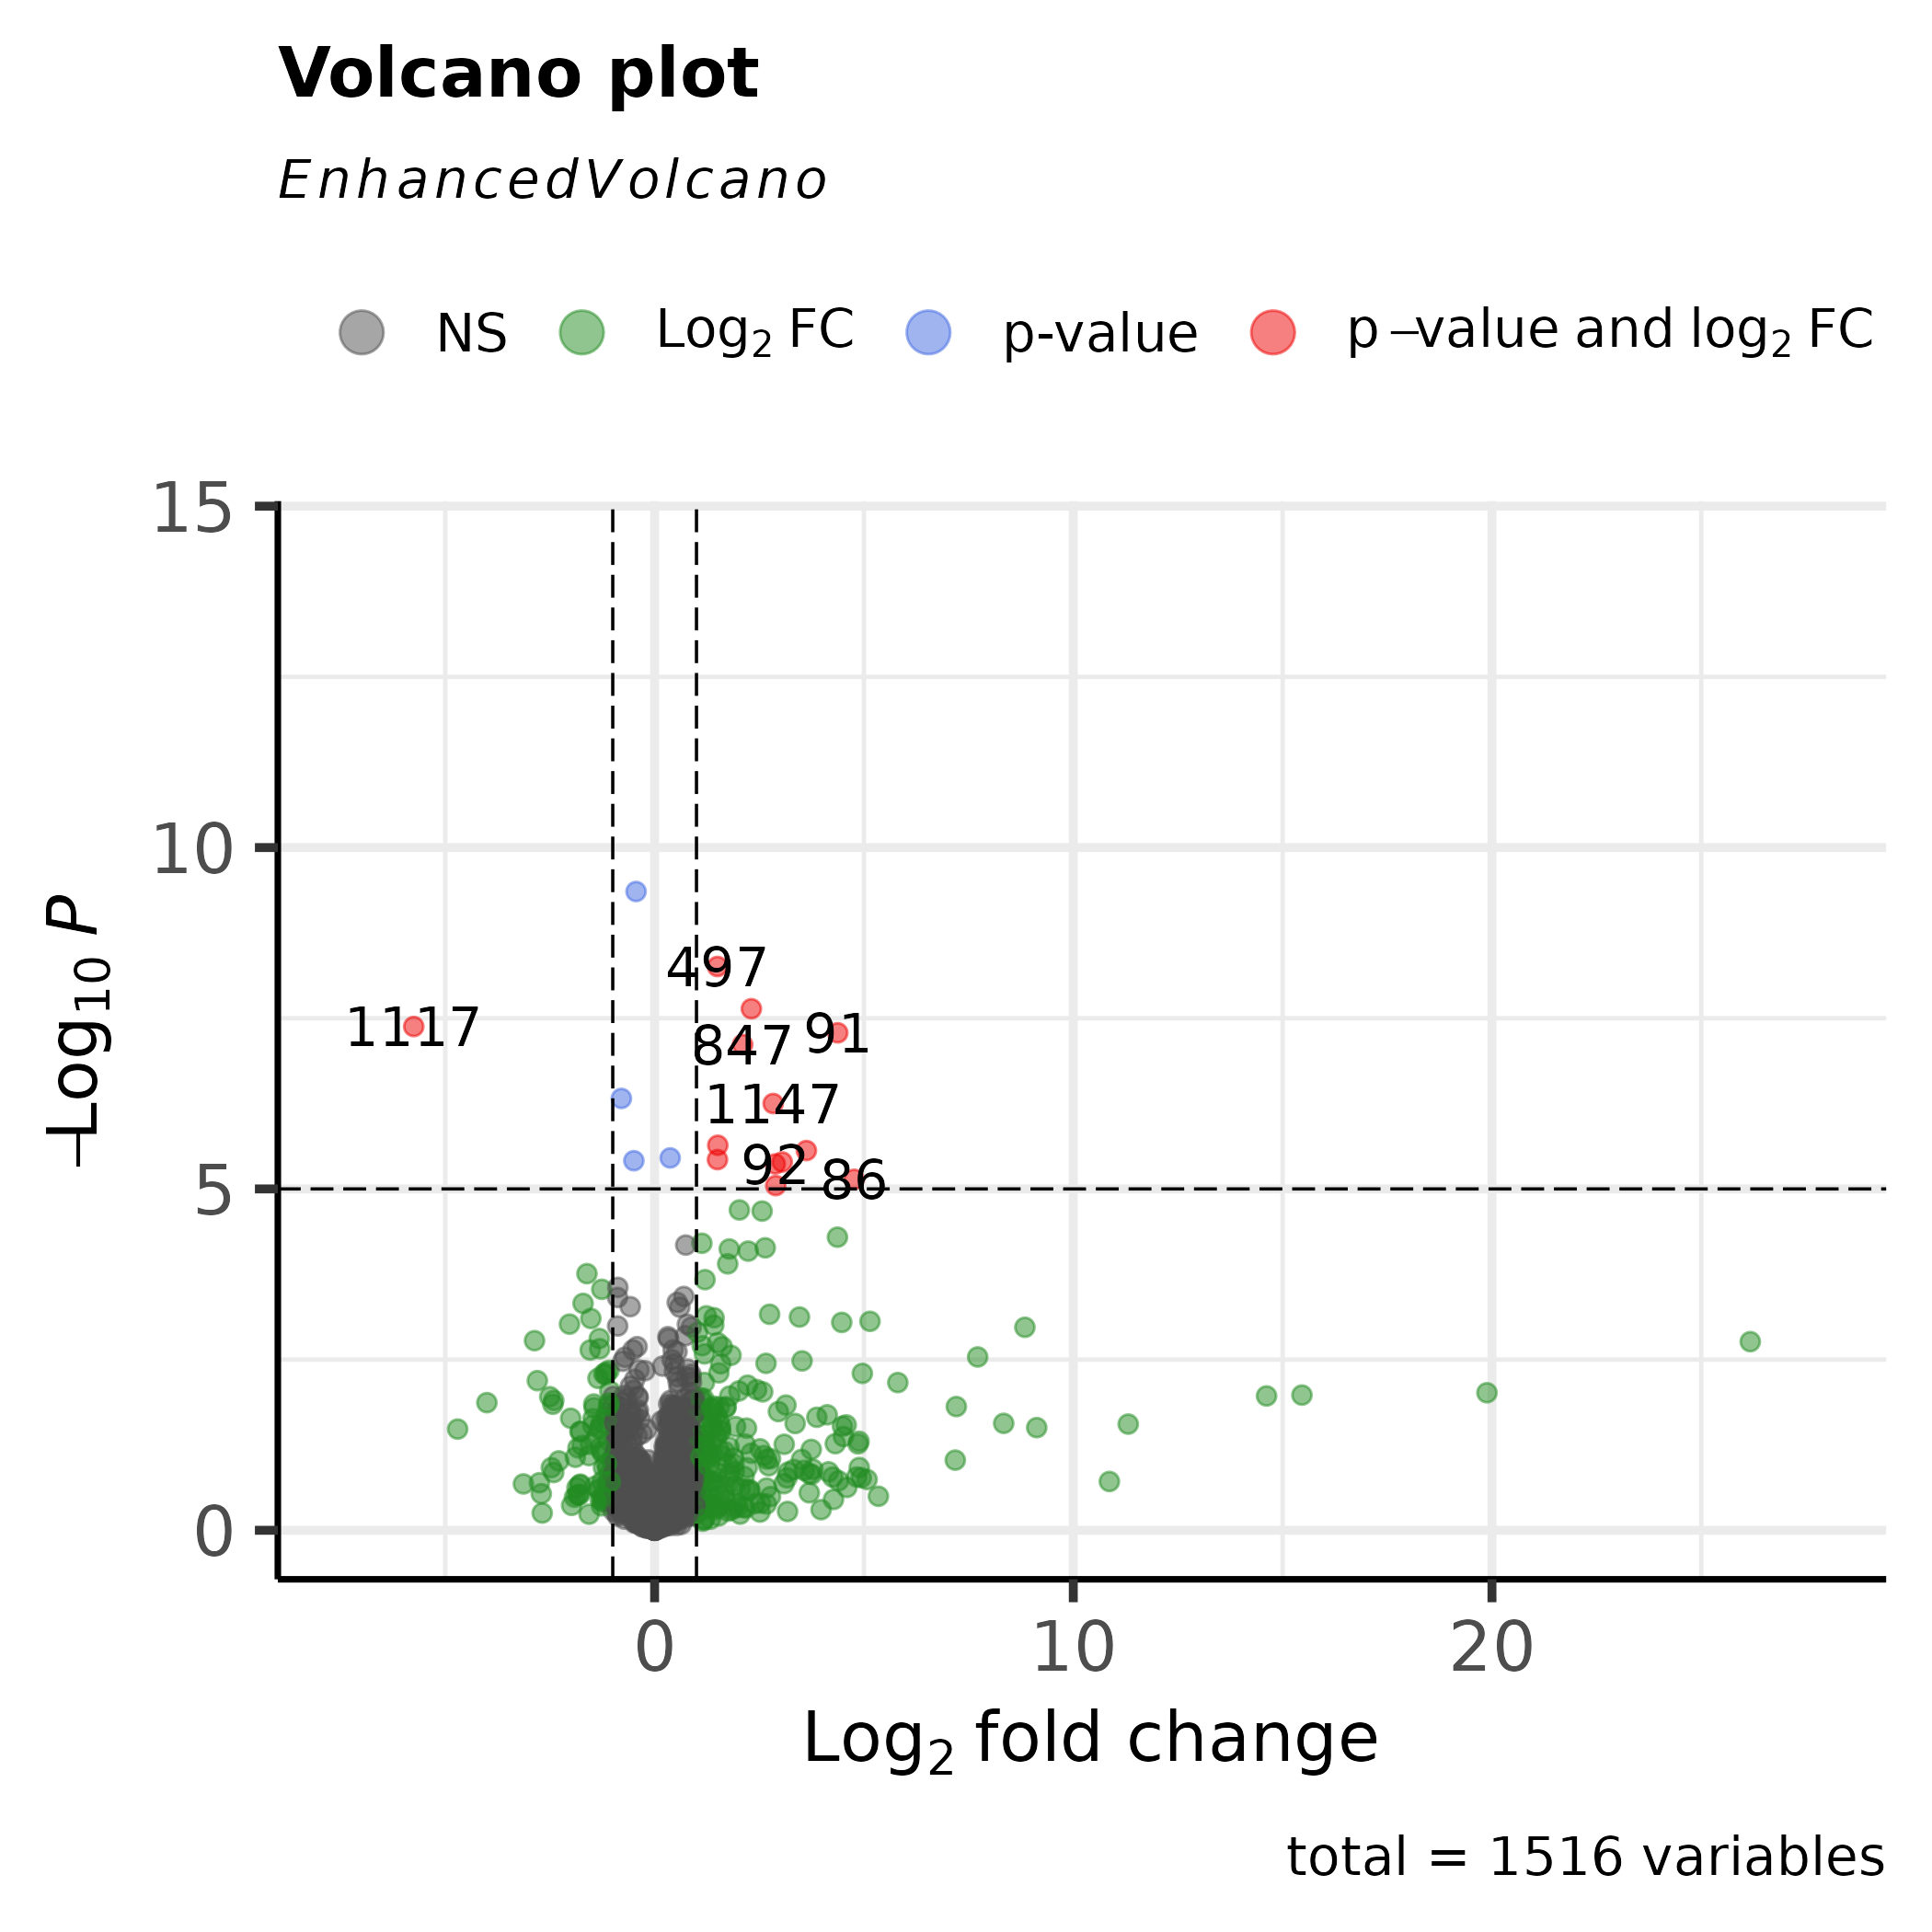 Volcano plot
EnhancedVolcano
NS Log₂ FC p-value p−value and log₂ FC
15
10
5
0
−Log₁₀ P
497
1117
91
847
1147
92
86
0 10 20
Log₂ fold change
total = 1516 variables